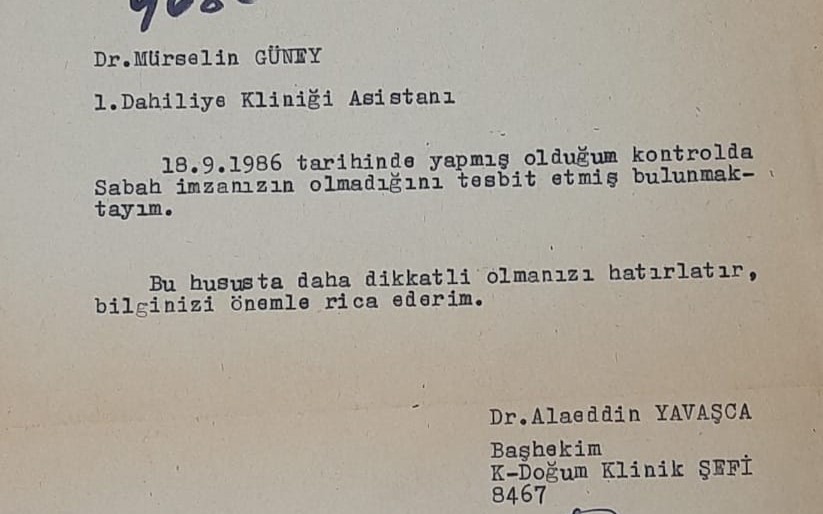 Dr.Mürselin GÜNEY
1.Dahiliye Kliniği Asistanı
18.9.1986 tarihinde yapmış olduğum kontrolda
Sabah imzanızın olmadığını tesbit etmiş bulunmak-
tayım.
Bu hususta daha dikkatli olmanızı hatırlatır,
bilginizi önemle rica ederim.
Dr.Alaeddin YAVAŞCA
Başhekim
K-Doğum Klinik ŞEFİ
8467